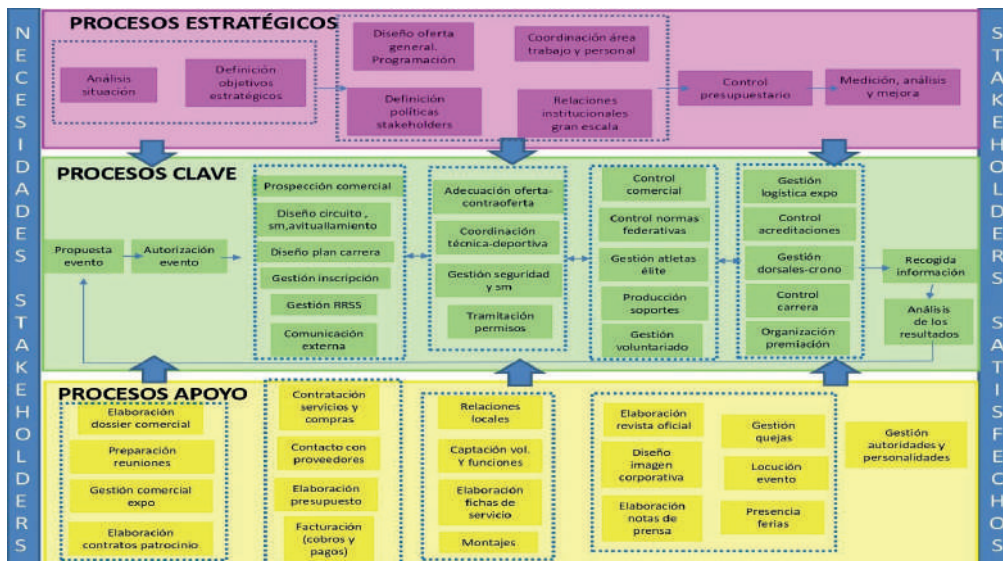 NECESIDADES STAKEHOLDERS
PROCESOS ESTRATÉGICOS
Análisis
situación
Definición
objetivos
estratégicos
Diseño oferta
general.
Programación
Coordinación área
trabajo y personal
Definición
políticas
stakeholders
Relaciones
institucionales
gran escala
Control
presupuestario
Medición, análisis
y mejora
PROCESOS CLAVE
Propuesta
evento
Autorización
evento
Prospección comercial
Diseño circuito ,
sm,avituallamiento
Diseño plan carrera
Gestión inscripción
Gestión RRSS
Comunicación
externa
Adecuación oferta-
contraoferta
Coordinación
técnica-deportiva
Gestión seguridad
y sm
Tramitación
permisos
Control
comercial
Control normas
federativas
Gestión atletas
élite
Producción
soportes
Gestión
voluntariado
Gestión
logística expo
Control
acreditaciones
Gestión
dorsales-crono
Control
carrera
Organización
premiación
Recogida
información
Análisis
de los
resultados
PROCESOS APOYO
Elaboración
dossier comercial
Preparación
reuniones
Gestión comercial
expo
Elaboración
contratos patrocinio
Contratación
servicios y
compras
Contacto con
proveedores
Elaboración
presupuesto
Facturación
(cobros y
pagos)
Relaciones
locales
Captación vol.
Y funciones
Elaboración
fichas de
servicio
Montajes
Elaboración
revista oficial
Diseño
imagen
corporativa
Elaboración
notas de
prensa
Gestión
quejas
Locución
evento
Presencia
ferias
Gestión
autoridades y
personalidades
STAKEHOLDERS SATISFECHOS